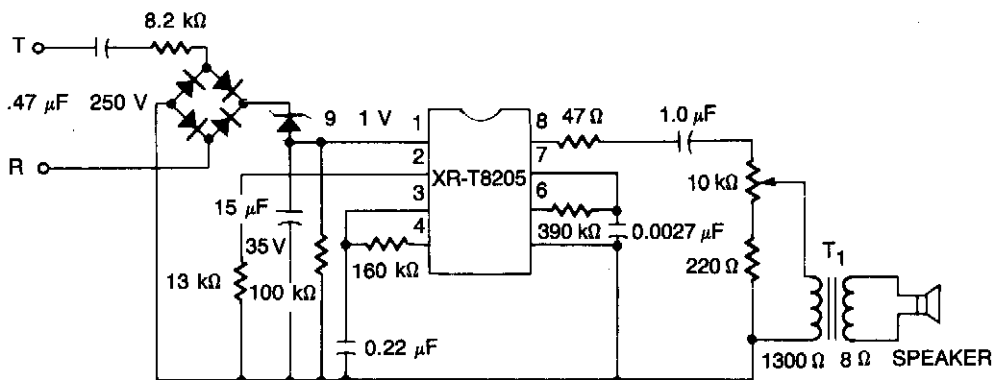 8.2 kΩ
T
.47 μF 250 V
R
9 1 V
1
2
3
4
8
7
6
XR-T8205
47 Ω
1.0 μF
10 kΩ
15 μF
35 V
13 kΩ
100 kΩ
160 kΩ
390 kΩ
0.0027 μF
220 Ω
0.22 μF
T1
1300 Ω 8 Ω SPEAKER